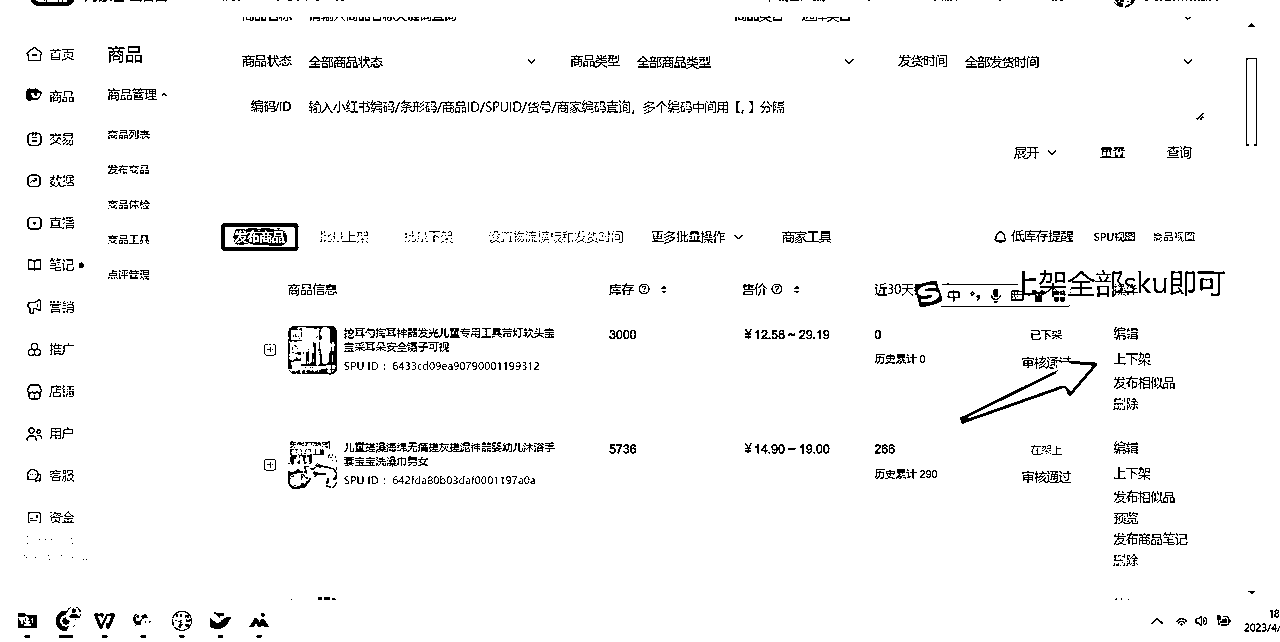 首页 商品
商品状态 全部商品状态 商品类型 全部商品类型 发货时间 全部发货时间
商品 商品管理
编码/ID 输入小红书编码/条形码/商品ID/SPUID/货号/商家编码查询，多个编码中间用【，】分隔
交易 商品列表
展开 重置 查询
发布商品
数据
商品体检
直播
商品工具
发布商品 批量上架 批量下架 设置物流模板和发货时间 更多批量操作 商家工具 低库存提醒 SPU视图 商品视图
笔记
点评管理
商品信息 库存 售价 近30天 中 上架全部sku即可
营销
挖耳勺掏耳神器发光儿童专用工具带灯软头宝 3000 ￥12.58~29.19 0 已下架 编辑
宝采耳朵安全镊子可视
推广
SPU ID： 6433cd09ea90790001199312 历史累计 0 审核通过 上下架
发布相似品
店铺
删除
用户
儿童搓澡海绵无痛搓灰搓泥神器婴幼儿沐浴手 5736 ￥14.90~19.00 266 在架上 编辑
套宝宝洗澡巾男女
客服
SPU ID： 642fda80b03daf0001197a0a 历史累计 290 审核通过 上下架
发布相似品
资金
预览
发布商品笔记
删除
18
2023/4/